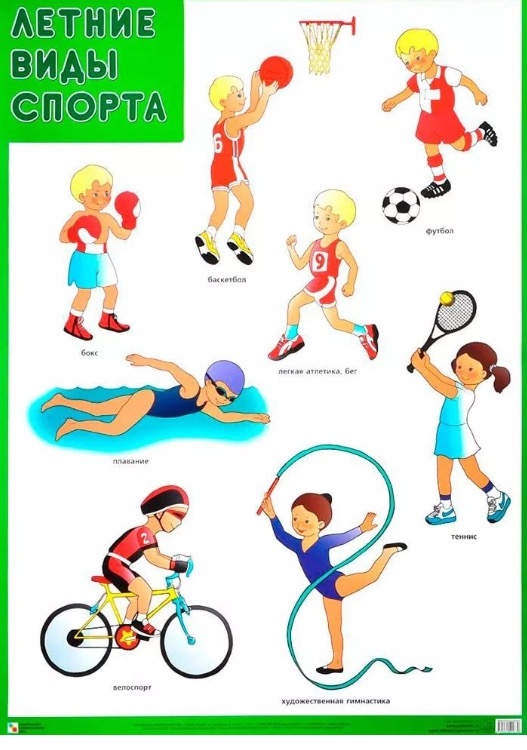 ЛЕТНИЕ
ВИДЫ
СПОРТА
6
баскетбол
футбол
бокс
9
легкая атлетика, бег
плавание
теннис
2
велоспорт
художественная гимнастика